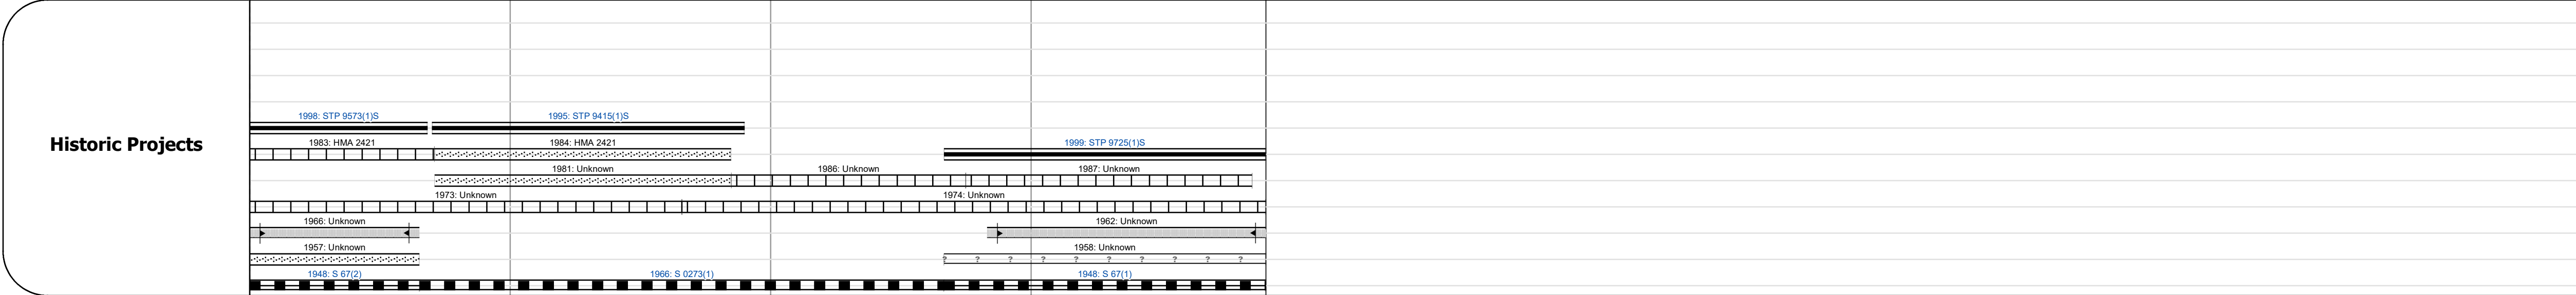 1998: STP 9573(1)S 1995: STP 9415(1)S
Historic Projects
1983: HMA 2421 1984: HMA 2421 1999: STP 9725(1)S
1981: Unknown 1986: Unknown 1987: Unknown
1973: Unknown 1974: Unknown
1966: Unknown 1962: Unknown
1957: Unknown 1958: Unknown
? ? ? ? ? ? ? ? ? ?
1948: S 67(2) 1966: S 0273(1) 1948: S 67(1)